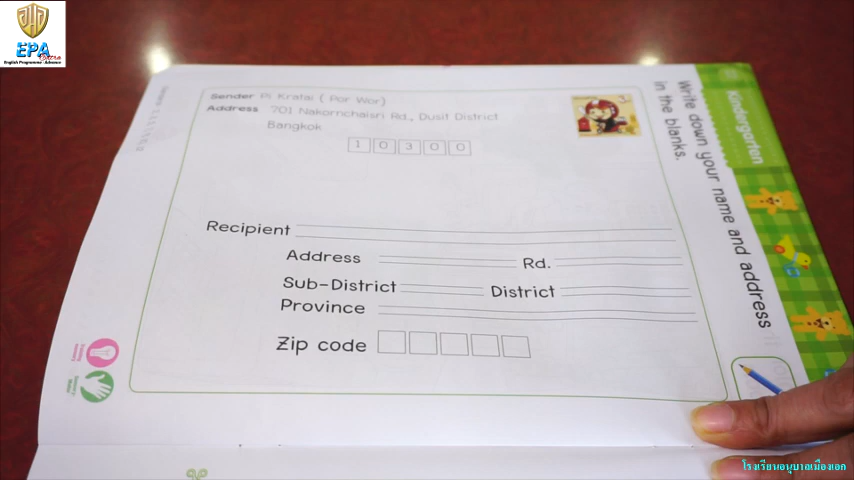 EPA
Extra
English Programme : Advance
Sender Pi Kratai ( Por Wor)
Address 701 Nakornchaisri Rd., Dusit District
Bangkok
1 0 3 0 0
Recipient
Address Rd.
Sub-District District
Province
Zip code
Kindergarten
Write down your name and address
in the blanks.
โรงเรียนอนุบาลเมืองเอก